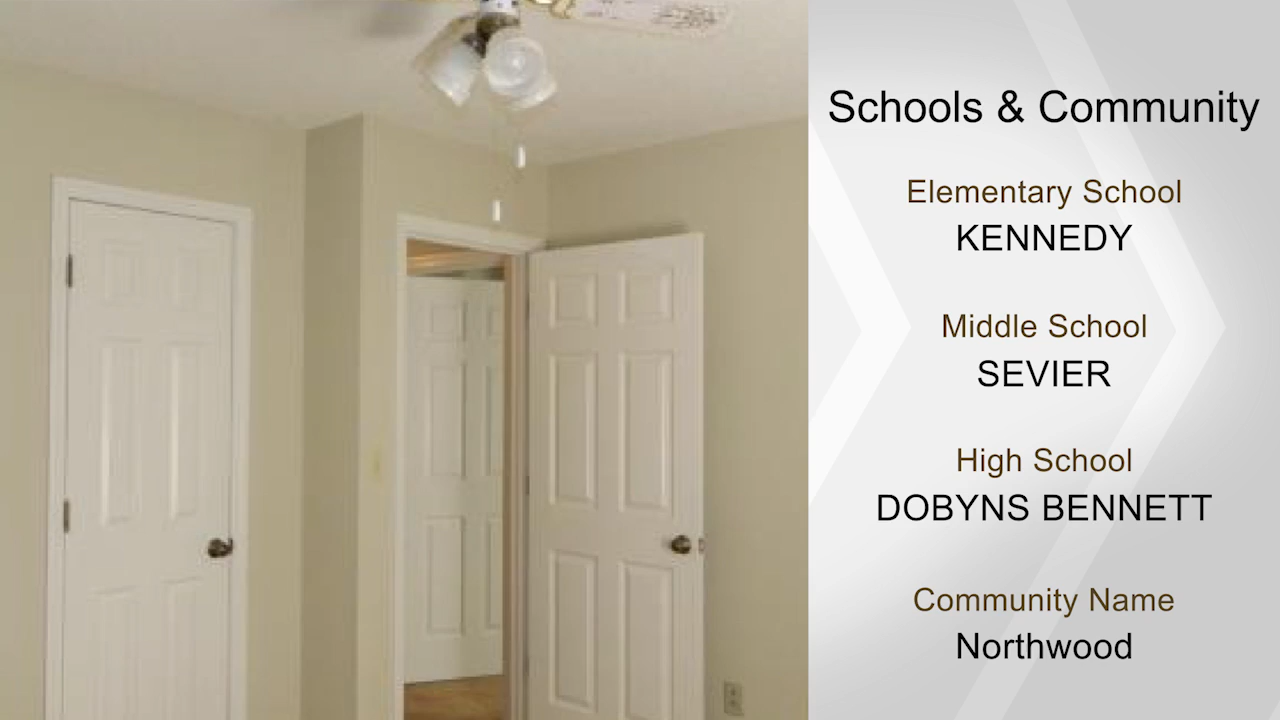 Schools & Community
Elementary School
KENNEDY
Middle School
SEVIER
High School
DOBYNS BENNETT
Community Name
Northwood